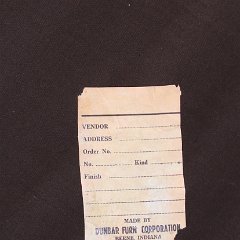 VENDOR
ADDRESS
Order No.
No. Kind
Finish
MADE BY
DUNBAR FURN CORPORATION
BERNE, INDIANA